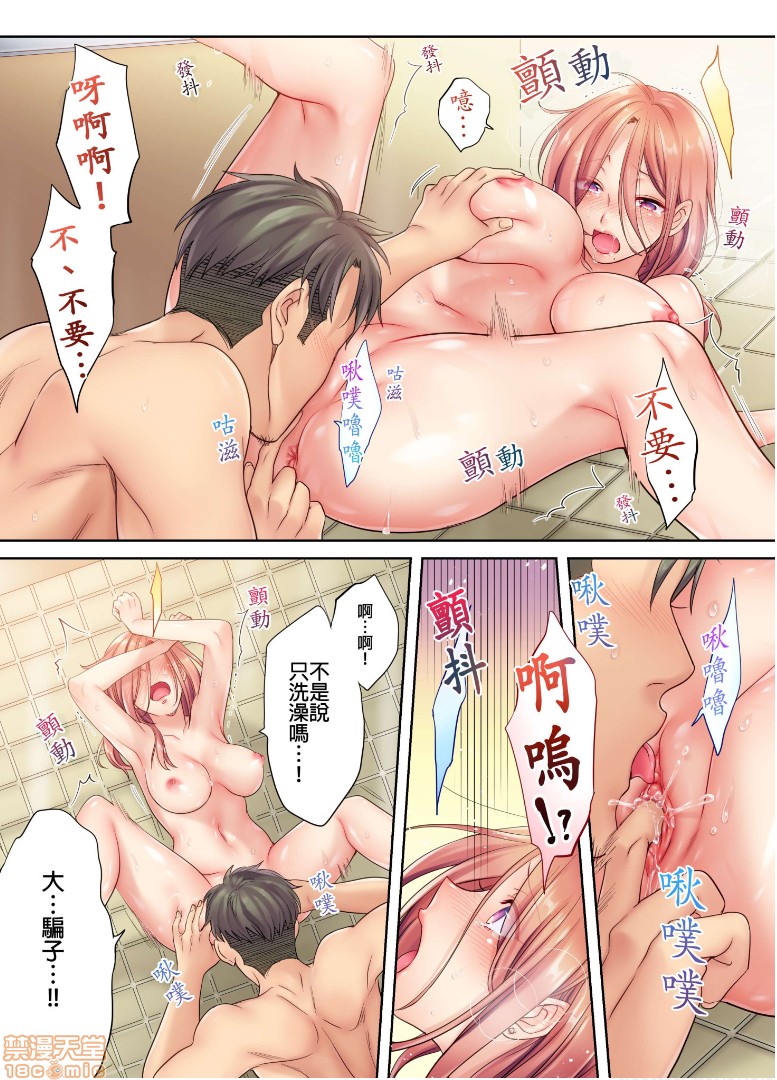 顫動
發抖
噫⋯
發抖
呀啊啊！
不、不要⋯
顫動
咕滋
啾噗嚕嚕
咕滋
不要⋯
顫動
發抖
啾噗
啾嚕嚕
啊嗚!?
顫抖
啾噗噗
啊⋯啊！
不是說
只洗澡嗎⋯！
顫動
顫動
啾噗
大⋯騙子⋯!!
啾噗
禁漫天堂
18comic